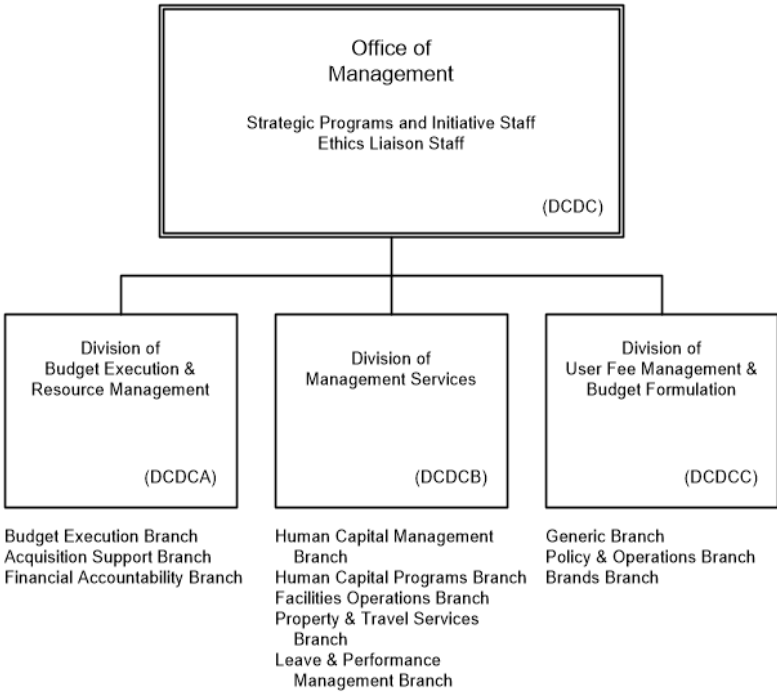 Office of
Management
Strategic Programs and Initiative Staff
Ethics Liaison Staff
(DCDC)
Division of
Budget Execution &
Resource Management
(DCDCA)
Division of
Management Services
(DCDCB)
Division of
User Fee Management &
Budget Formulation
(DCDCC)
Budget Execution Branch
Acquisition Support Branch
Financial Accountability Branch
Human Capital Management
Branch
Human Capital Programs Branch
Facilities Operations Branch
Property & Travel Services
Branch
Leave & Performance
Management Branch
Generic Branch
Policy & Operations Branch
Brands Branch